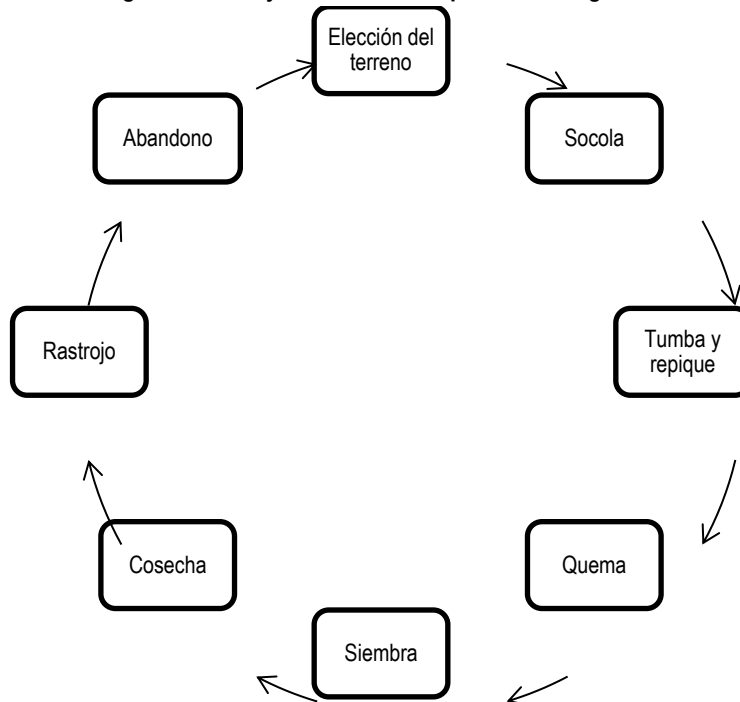 Elección del
terreno
Socola
Tumba y
repique
Quema
Siembra
Cosecha
Rastrojo
Abandono